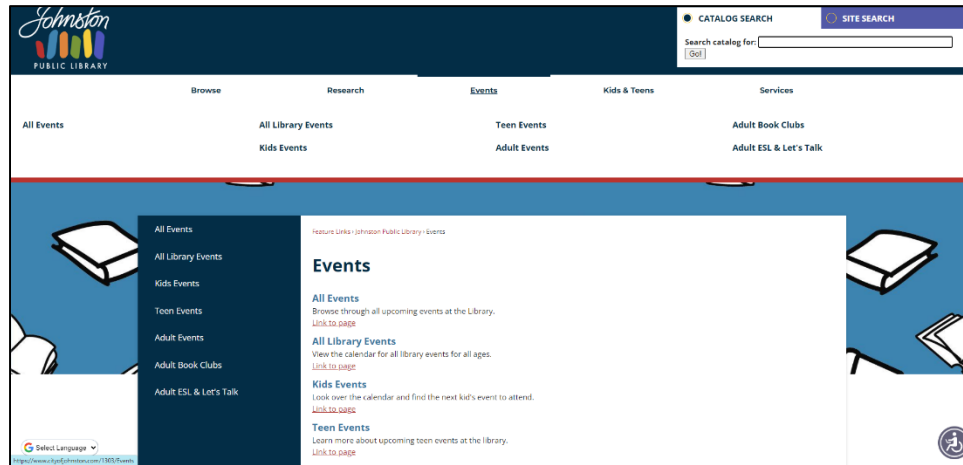 Johnston
PUBLIC LIBRARY
CATALOG SEARCH
SITE SEARCH
Search catalog for:
Go!
Browse
Research
Events
Kids & Teens
Services
All Events
All Library Events
Teen Events
Adult Book Clubs
Kids Events
Adult Events
Adult ESL & Let's Talk
All Events
All Library Events
Kids Events
Teen Events
Adult Events
Adult Book Clubs
Adult ESL & Let's Talk
Feature Links › Johnston Public Library › Events
Events
All Events
Browse through all upcoming events at the Library.
Link to page
All Library Events
View the calendar for all library events for all ages.
Link to page
Kids Events
Look over the calendar and find the next kid's event to attend.
Link to page
Teen Events
Learn more about upcoming teen events at the library.
Link to page
G Select Language
https://www.cityofjohnston.com/1303/Events